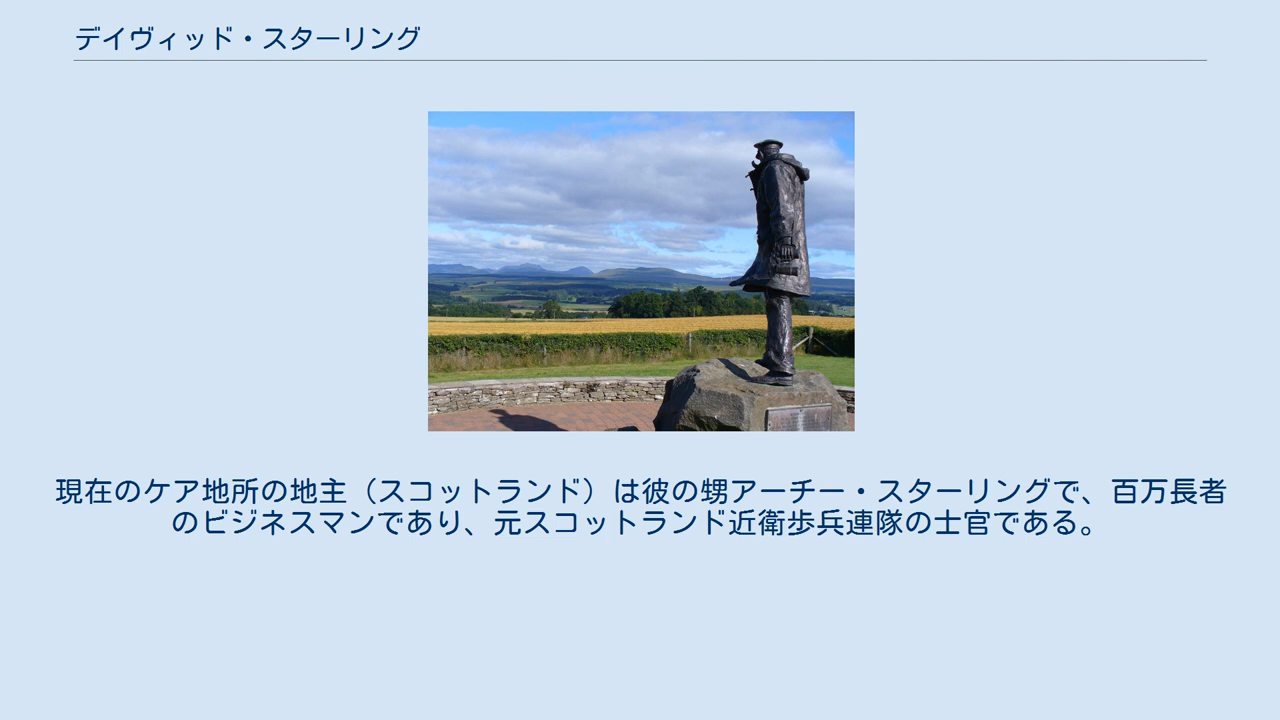 デイヴィッド・スターリング
現在のケア地所の地主（スコットランド）は彼の甥アーチー・スターリングで、百万長者
のビジネスマンであり、元スコットランド近衛歩兵連隊の士官である。